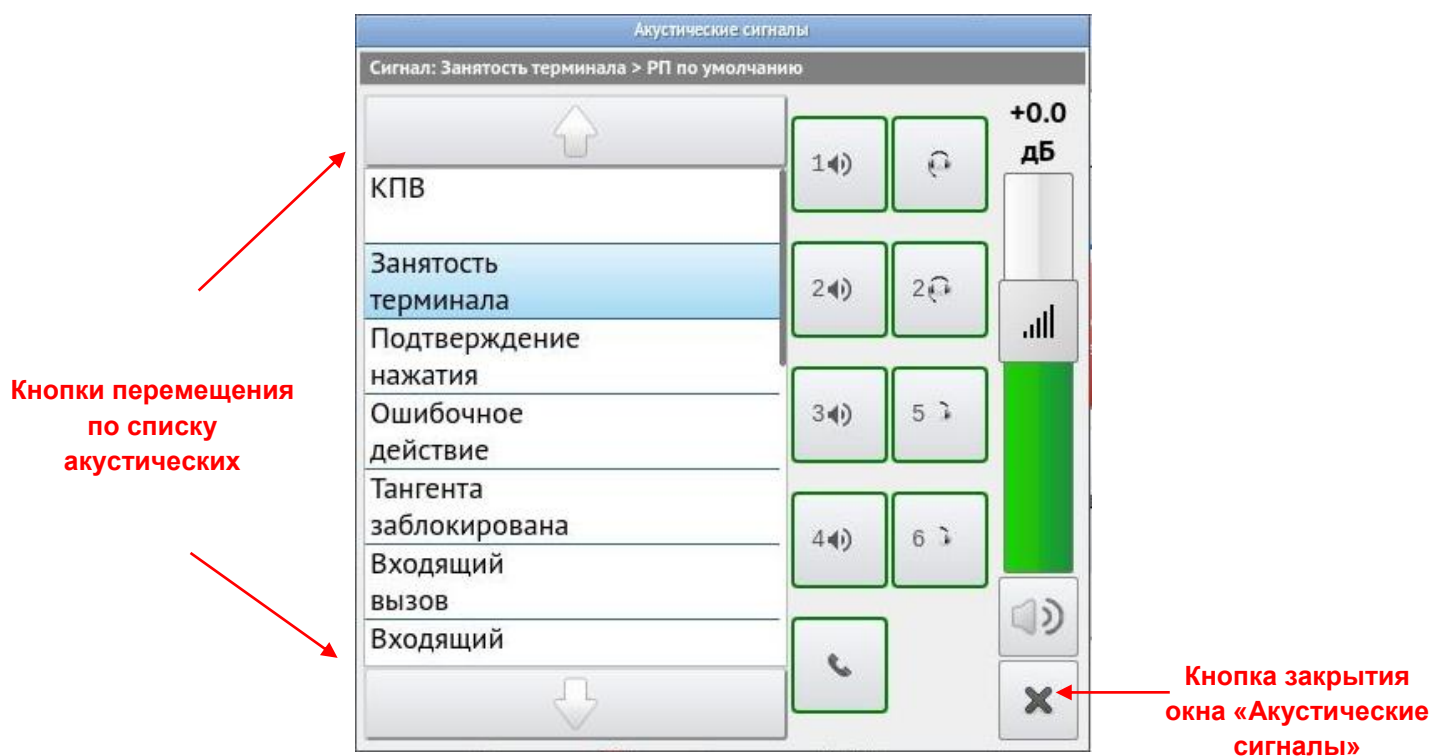 Акустические сигналы
Сигнал: Занятость терминала > РП по умолчанию
+0.0
дБ
КПВ
Занятость
терминала
Подтверждение
нажатия
Ошибочное
действие
Тангента
заблокирована
Входящий
вызов
Входящий
1
2
2
3
5
4
6
Кнопки перемещения
по списку
акустических
Кнопка закрытия
окна «Акустические
сигналы»